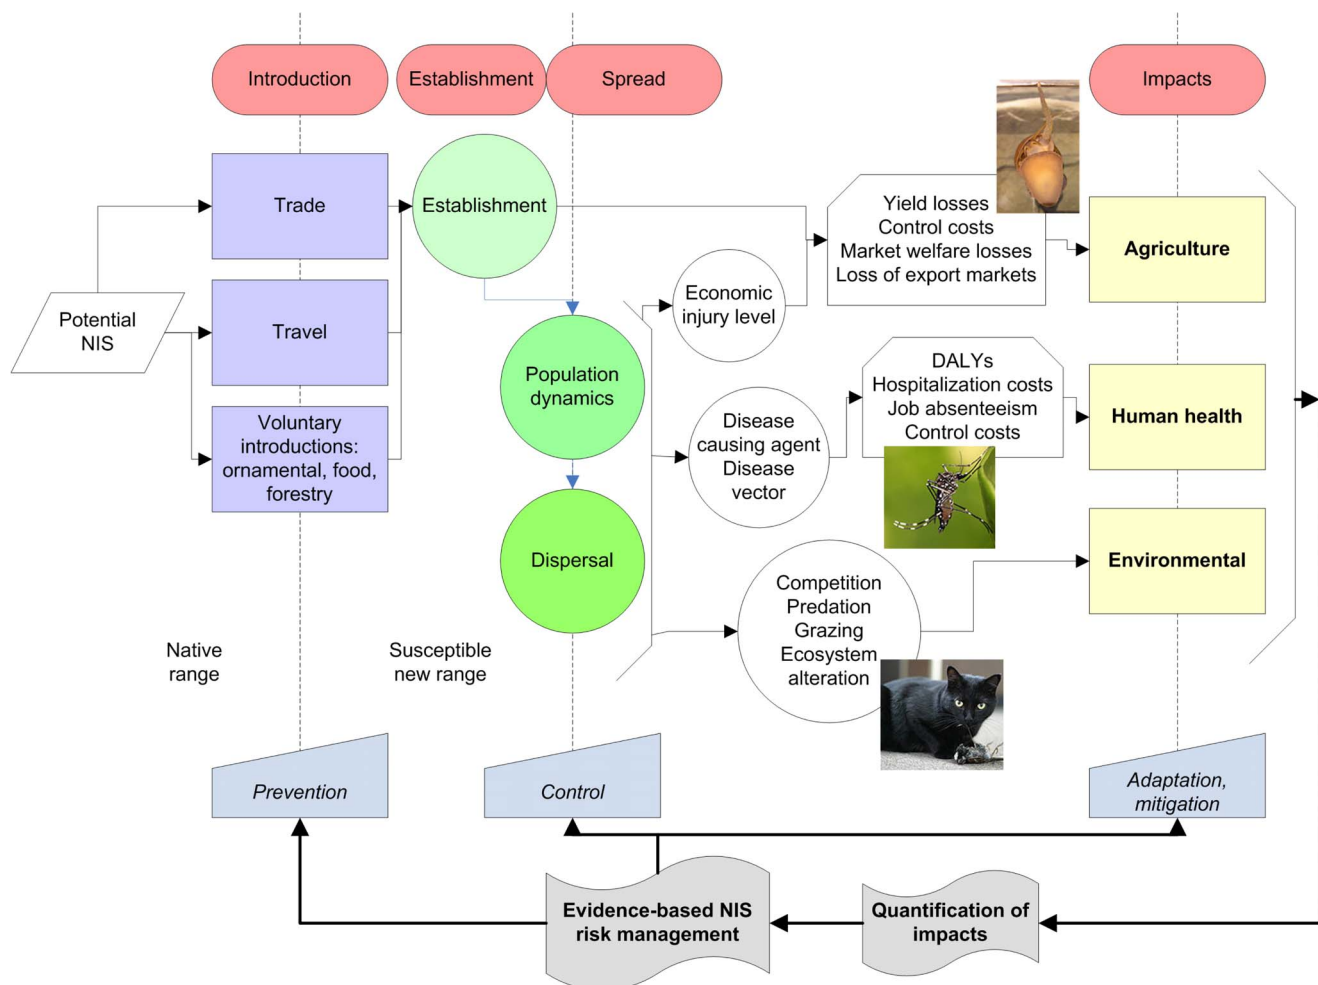 Introduction
Establishment
Spread
Impacts
Trade
Establishment
Yield losses
Control costs
Market welfare losses
Loss of export markets
Agriculture
Potential
NIS
Travel
Economic
injury level
Population
dynamics
DALYs
Hospitalization costs
Job absenteeism
Control costs
Human health
Voluntary
introductions:
ornamental, food,
forestry
Disease
causing agent
Disease
vector
Dispersal
Competition
Predation
Grazing
Ecosystem
alteration
Environmental
Native
range
Susceptible
new range
Prevention
Control
Adaptation,
mitigation
Evidence-based NIS
risk management
Quantification of
impacts